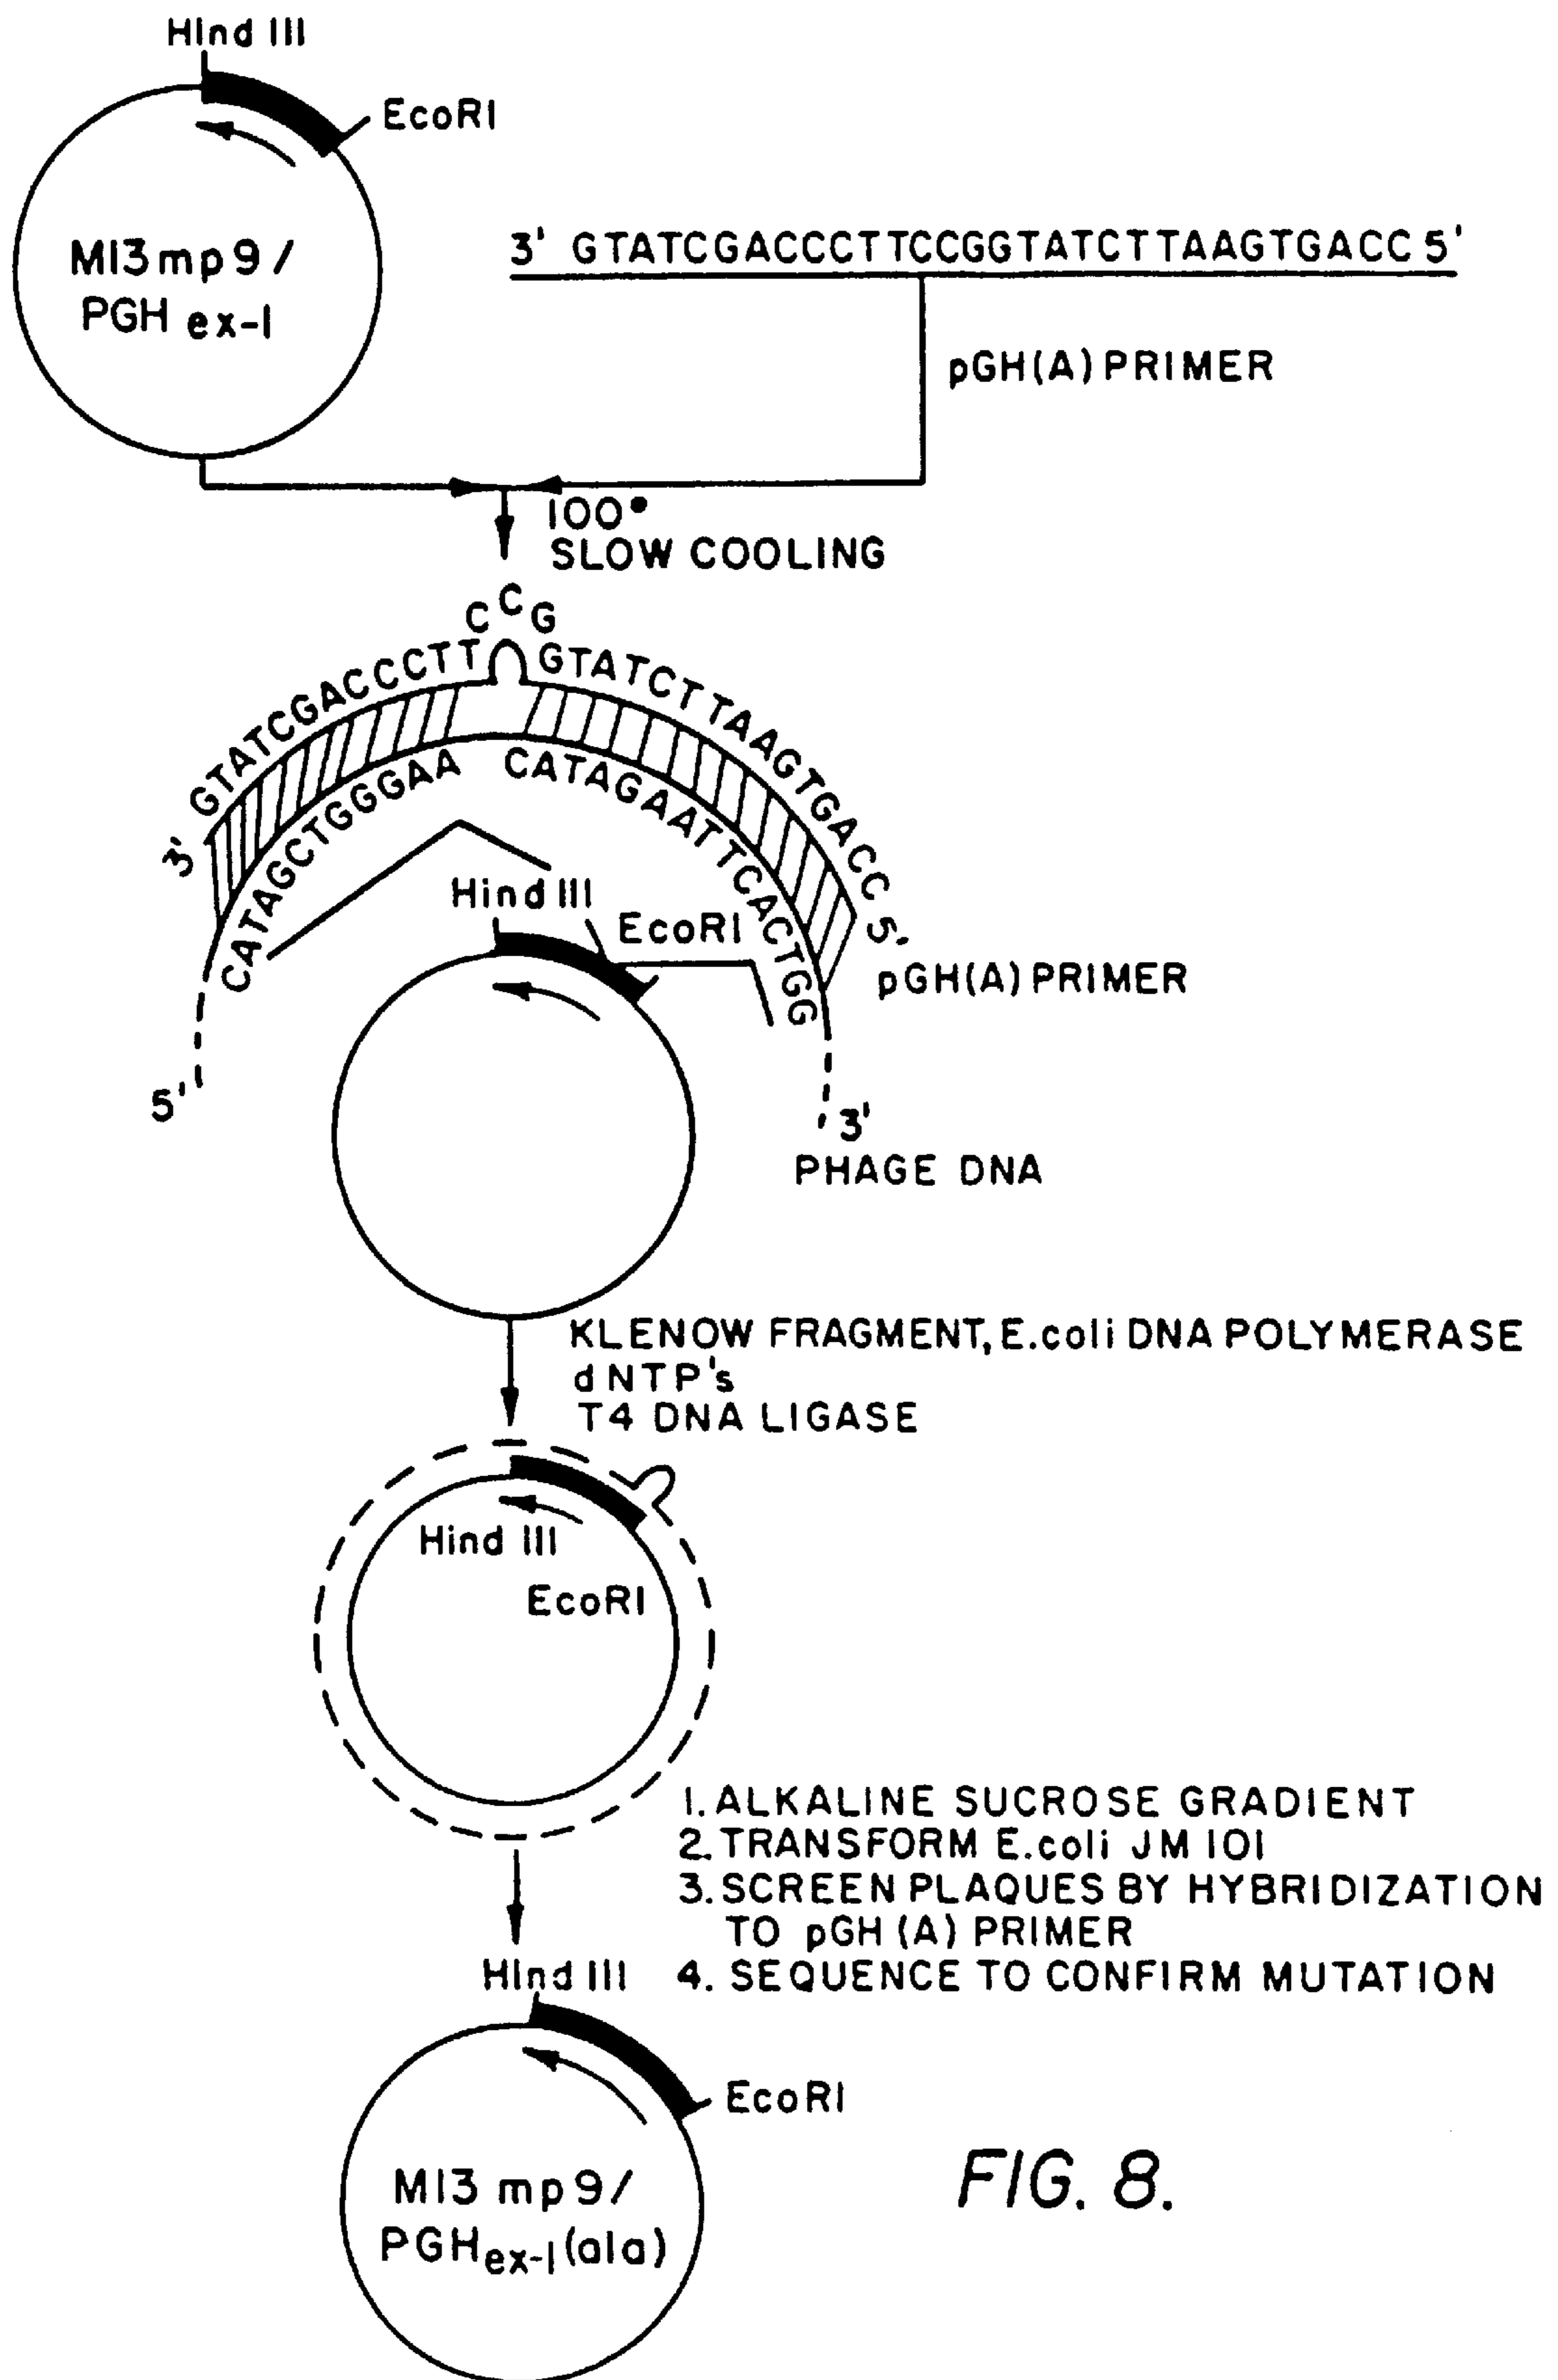 HInd III
EcoRI
M13mp9/
PGH ex-1
3' GTATCGACCCTTCCGGTATCTTAAGTGACC 5'
pGH(A) PRIMER
100°
SLOW COOLING
CCG
3' GTATCGACCCTT GTATCTTAAGTGACC 5'
CATAGCTGGGAA CATAGAATTCACTGG
Hind III
EcoRI
pGH(A) PRIMER
5'
3'
PHAGE DNA
KLENOW FRAGMENT, E.coli DNA POLYMERASE
dNTP's
T4 DNA LIGASE
Hind III
EcoRI
1. ALKALINE SUCROSE GRADIENT
2. TRANSFORM E.coli JM 101
3. SCREEN PLAQUES BY HYBRIDIZATION
TO pGH (A) PRIMER
4. SEQUENCE TO CONFIRM MUTATION
HInd III
EcoRI
M13 mp9/
PGHex-1(ala)
FIG. 8.